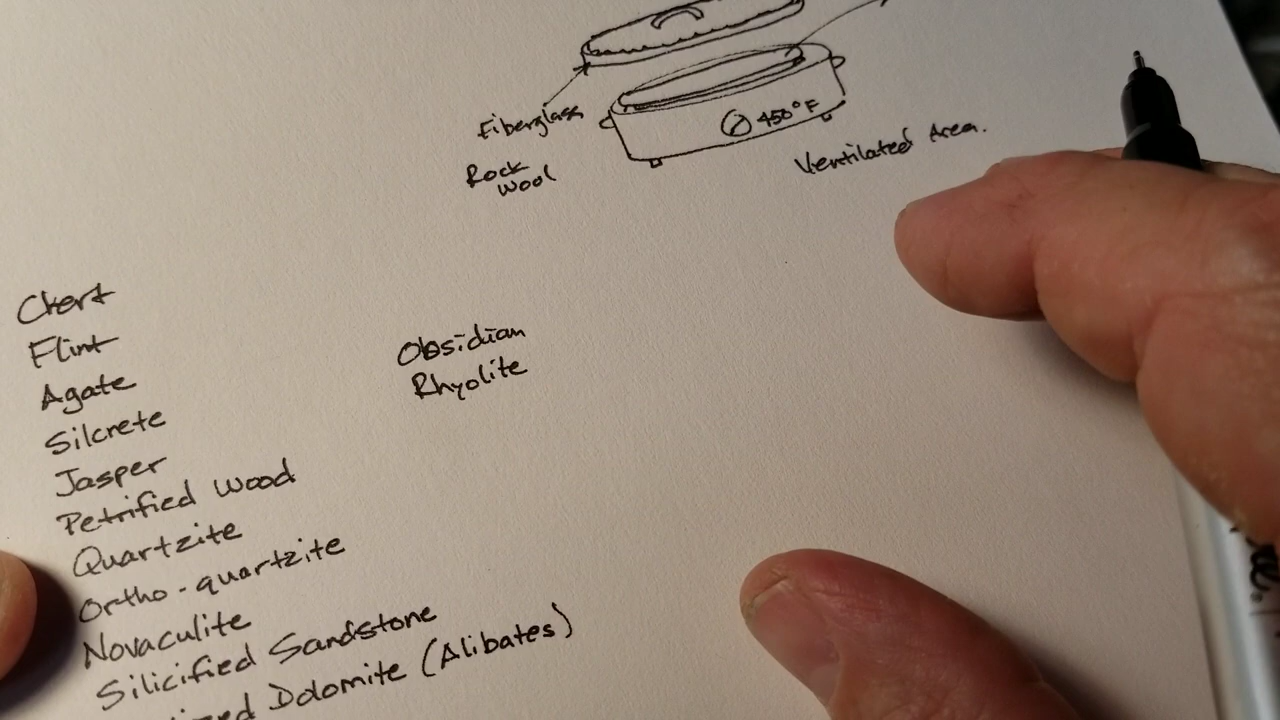 Fiberglass
450°F
Rock
Wool
Ventilated Area.
Chert
Flint
Agate
Silcrete
Jasper
Petrified Wood
Quartzite
Ortho-quartzite
Novaculite
Silicified Sandstone
Dolomite (Alibates)
Obsidian
Rhyolite